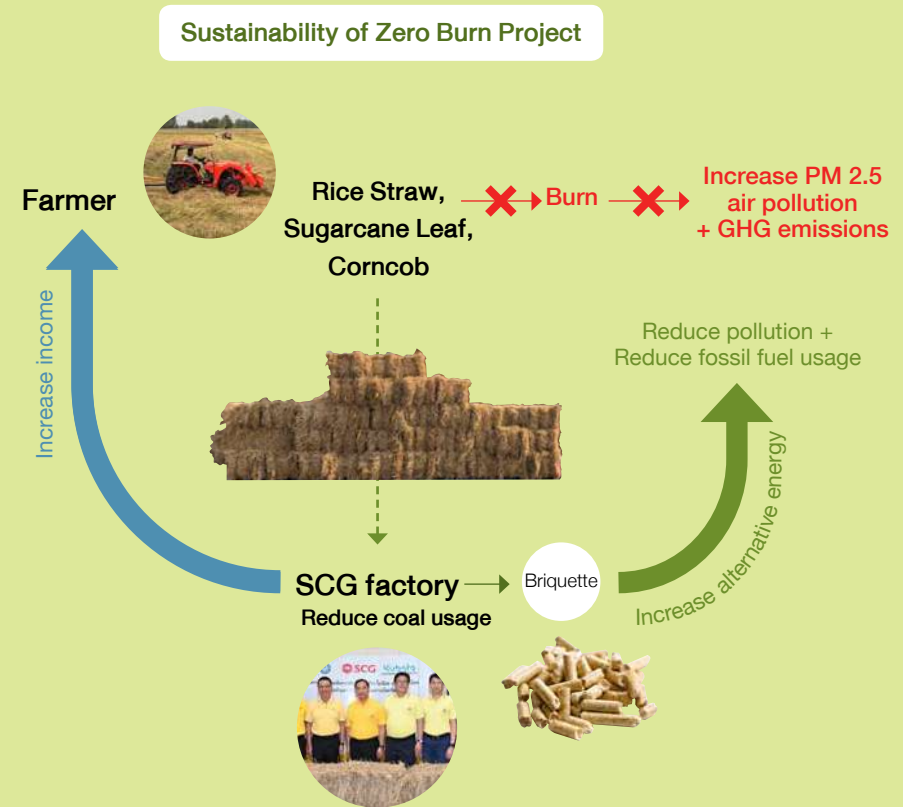 Sustainability of Zero Burn Project
Farmer
Rice Straw,
Sugarcane Leaf,
Corncob
Burn
Increase PM 2.5
air pollution
+ GHG emissions
Increase income
Reduce pollution +
Reduce fossil fuel usage
Increase alternative energy
SCG factory
Reduce coal usage
Briquette
SCG
Kubota